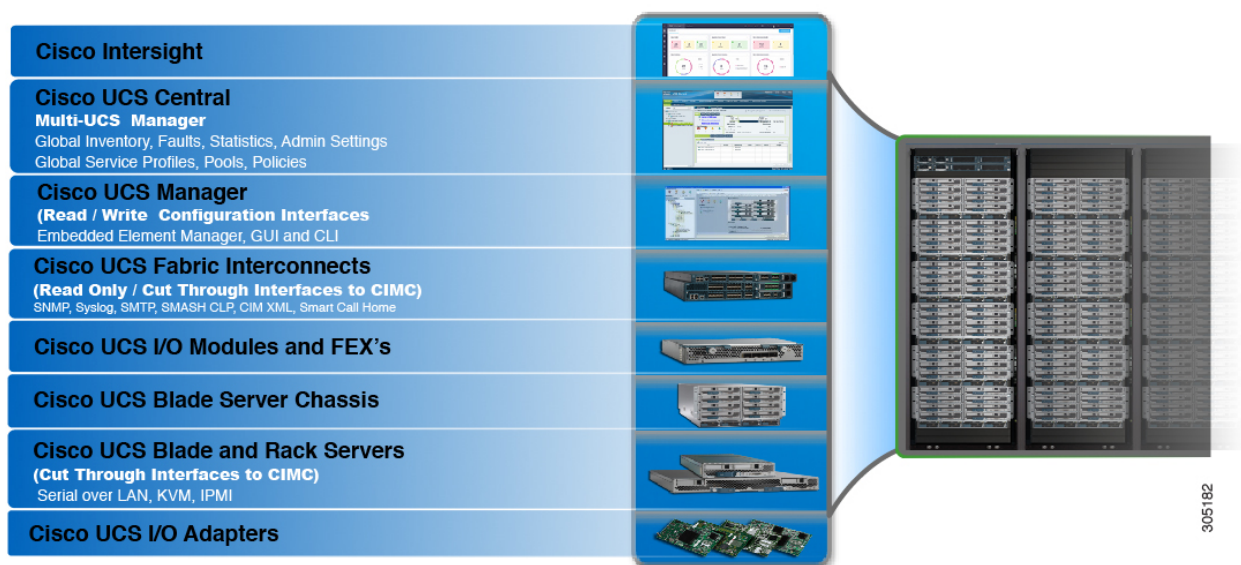 Cisco Intersight
Cisco UCS Central
Multi-UCS Manager
Global Inventory, Faults, Statistics, Admin Settings
Global Service Profiles, Pools, Policies
Cisco UCS Manager
(Read / Write Configuration Interfaces
Embedded Element Manager, GUI and CLI
Cisco UCS Fabric Interconnects
(Read Only / Cut Through Interfaces to CIMC)
SNMP, Syslog, SMTP, SMASH CLP, CIM XML, Smart Call Home
Cisco UCS I/O Modules and FEX's
Cisco UCS Blade Server Chassis
Cisco UCS Blade and Rack Servers
(Cut Through Interfaces to CIMC)
Serial over LAN, KVM, IPMI
Cisco UCS I/O Adapters
305182